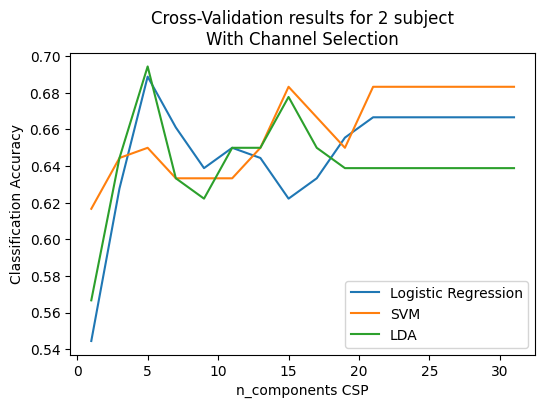 Cross-Validation results for 2 subject
With Channel Selection
Classification Accuracy
0.70
0.68
0.66
0.64
0.62
0.60
0.58
0.56
0.54
Logistic Regression
SVM
LDA
0 5 10 15 20 25 30
n_components CSP